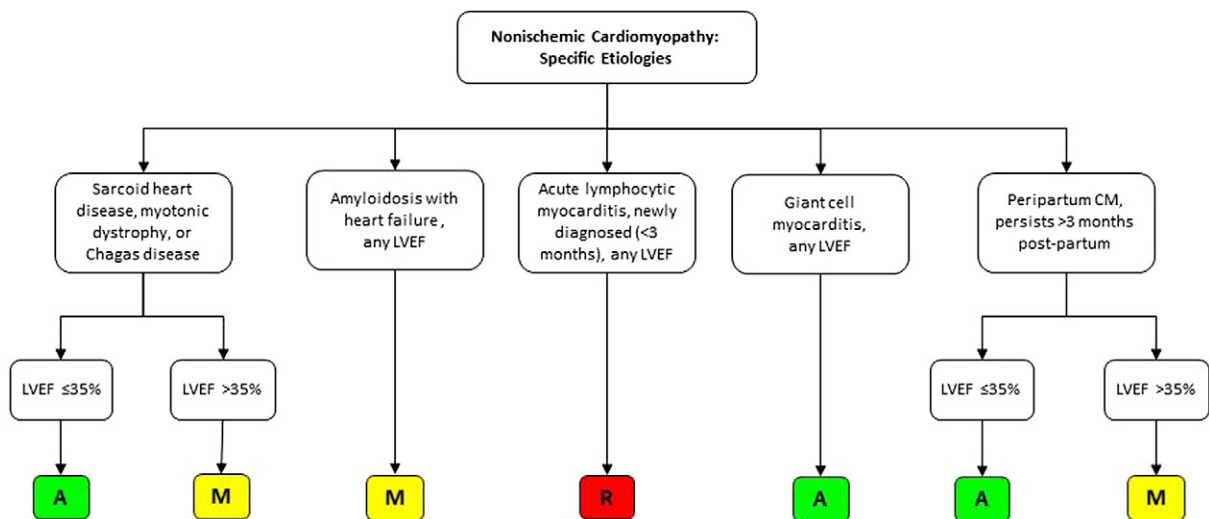 Nonischemic Cardiomyopathy:
Specific Etiologies
Sarcoid heart
disease, myotonic
dystrophy, or
Chagas disease
Amyloidosis with
heart failure ,
any LVEF
Acute lymphocytic
myocarditis, newly
diagnosed (<3
months), any LVEF
Giant cell
myocarditis,
any LVEF
Peripartum CM,
persists >3 months
post-partum
LVEF ≤35%
LVEF >35%
LVEF ≤35%
LVEF >35%
A
M
M
R
A
A
M